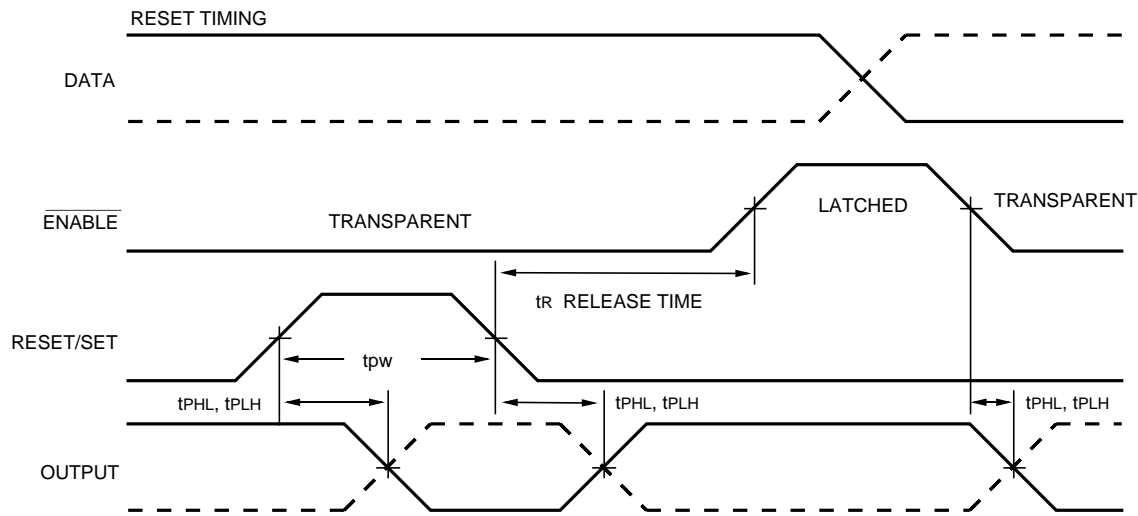 RESET TIMING
DATA
ENABLE
TRANSPARENT
LATCHED
TRANSPARENT
tR RELEASE TIME
RESET/SET
tpw
tPHL, tPLH
tPHL, tPLH
tPHL, tPLH
OUTPUT